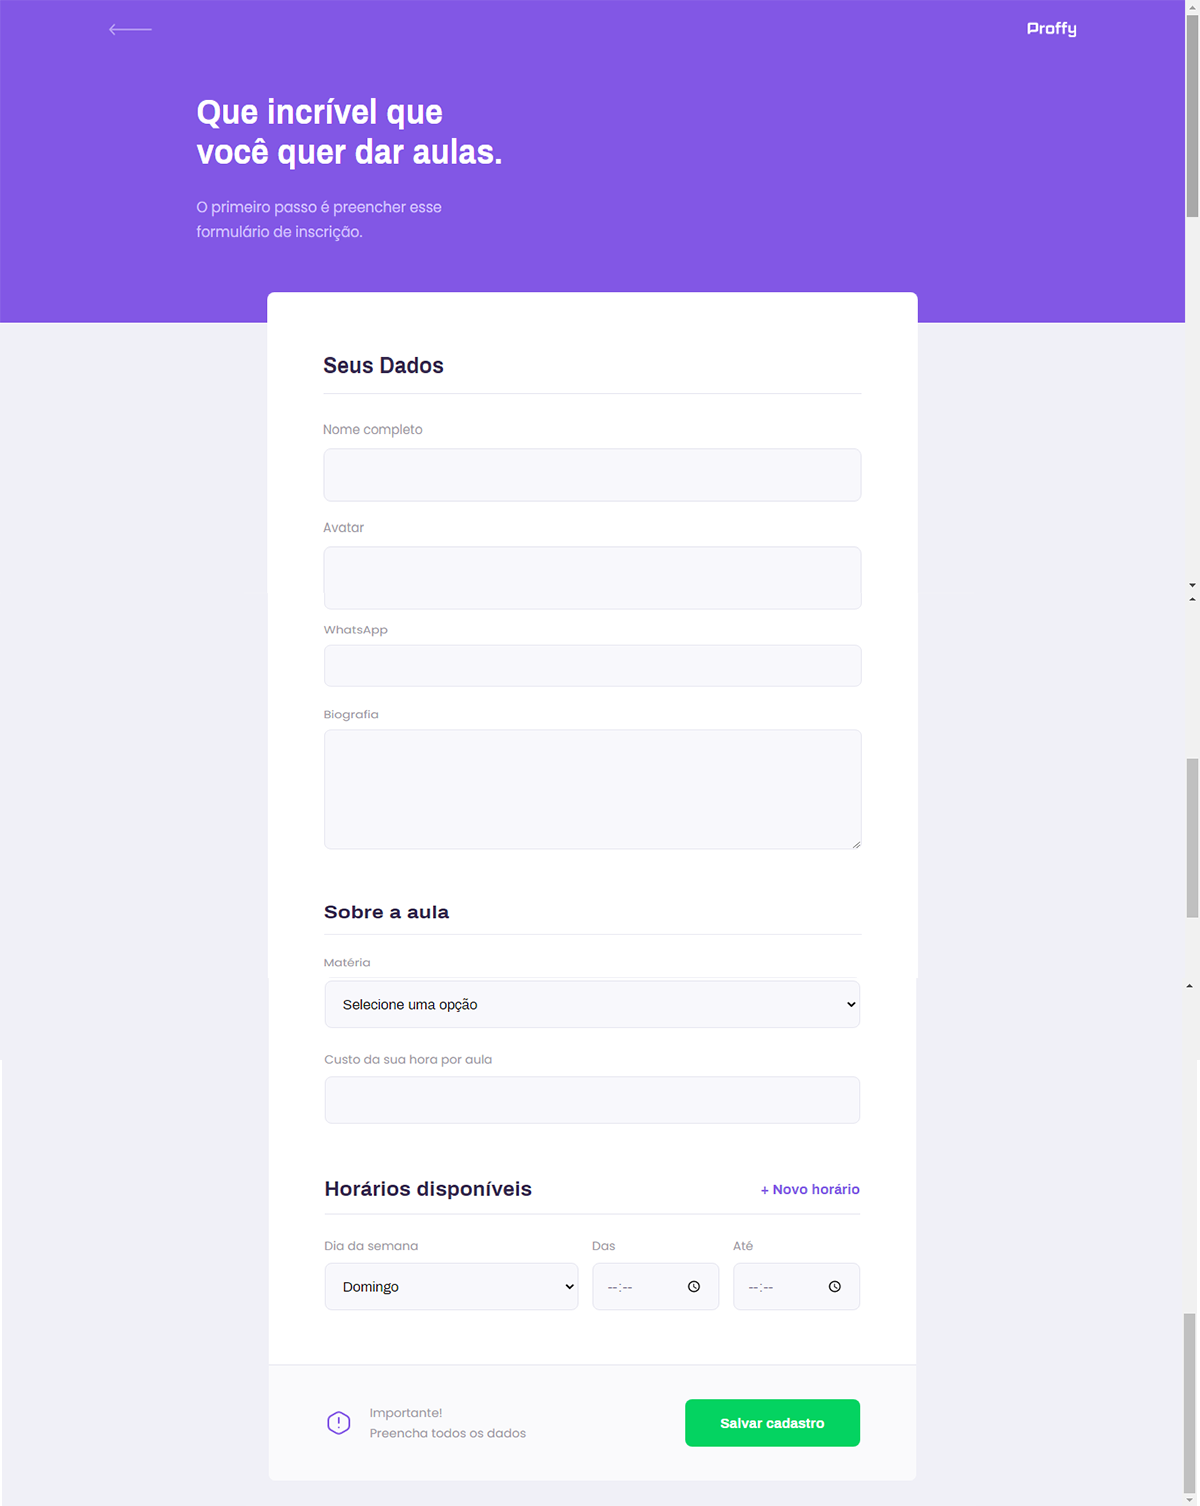 Proffy
Que incrível que
você quer dar aulas.
O primeiro passo é preencher esse
formulário de inscrição.
Seus Dados
Nome completo
Avatar
WhatsApp
Biografia
Sobre a aula
Matéria
Selecione uma opção
Custo da sua hora por aula
Horários disponíveis
+ Novo horário
Dia da semana
Das
Até
Domingo
--:--
--:--
Importante!
Preencha todos os dados
Salvar cadastro